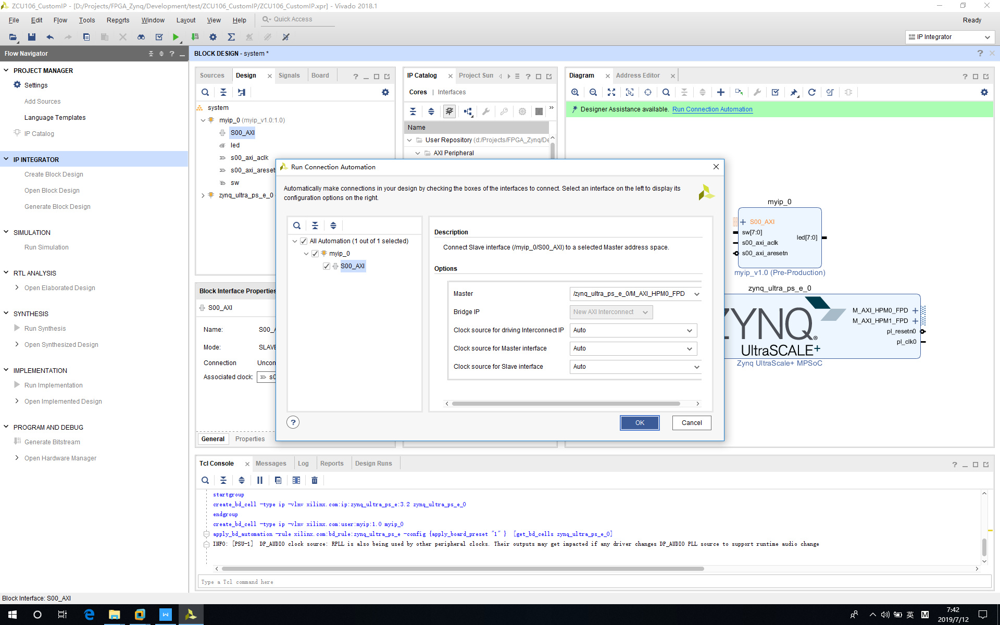 ZCU106_CustomIP - [D:/Projects/FPGA_Zynq/Development/test/ZCU106_CustomIP/ZCU106_CustomIP.xpr] - Vivado 2018.1
File Edit Flow Tools Reports Window Layout View Help Quick Access
Ready
IP Integrator
Flow Navigator
PROJECT MANAGER
Settings
Add Sources
Language Templates
IP Catalog
IP INTEGRATOR
Create Block Design
Open Block Design
Generate Block Design
SIMULATION
Run Simulation
RTL ANALYSIS
Open Elaborated Design
SYNTHESIS
Run Synthesis
Open Synthesized Design
IMPLEMENTATION
Run Implementation
Open Implemented Design
PROGRAM AND DEBUG
Generate Bitstream
Open Hardware Manager
BLOCK DESIGN - system *
Sources Design Signals Board
system
myip_0 (myip_v1.0:1.0)
S00_AXI
led
s00_axi_aclk
s00_axi_areset
sw
zynq_ultra_ps_e_0
Block Interface Properties
S00_AXI
Name: S00_A
Mode: SLAVE
Connection Uncon
Associated clock: s0
General Properties
IP Catalog Project Sum
Cores | Interfaces
Name
User Repository (d:/Projects/FPGA_Zynq/De
AXI Peripheral
Diagram Address Editor
Designer Assistance available. Run Connection Automation
myip_0
S00_AXI
sw[7:0]
s00_axi_aclk
s00_axi_aresetn
led[7:0]
myip_v1.0 (Pre-Production)
zynq_ultra_ps_e_0
ZYNQ®
UltraSCALE+
M_AXI_HPM0_FPD
M_AXI_HPM1_FPD
pl_resetn0
pl_clk0
Zynq UltraScale+ MPSoC
Run Connection Automation
Automatically make connections in your design by checking the boxes of the interfaces to connect. Select an interface on the left to display its
configuration options on the right.
All Automation (1 out of 1 selected)
myip_0
S00_AXI
Description
Connect Slave interface (/myip_0/S00_AXI) to a selected Master address space.
Options
Master /zynq_ultra_ps_e_0/M_AXI_HPM0_FPD
Bridge IP New AXI Interconnect
Clock source for driving Interconnect IP Auto
Clock source for Master interface Auto
Clock source for Slave interface Auto
OK Cancel
Tcl Console Messages Log Reports Design Runs
startgroup
create_bd_cell -type ip -vlnv xilinx.com:ip:zynq_ultra_ps_e:3.2 zynq_ultra_ps_e_0
endgroup
create_bd_cell -type ip -vlnv xilinx.com:user:myip:1.0 myip_0
apply_bd_automation -rule xilinx.com:bd_rule:zynq_ultra_ps_e -config {apply_board_preset "1" }  [get_bd_cells zynq_ultra_ps_e_0]
INFO: [PSU-1]  DP_AUDIO clock source: RPLL is also being used by other peripheral clocks. Their outputs may get impacted if any driver changes DP_AUDIO PLL source to support runtime audio change
Type a Tcl command here
Block Interface: S00_AXI
英 M
7:42
2019/7/12